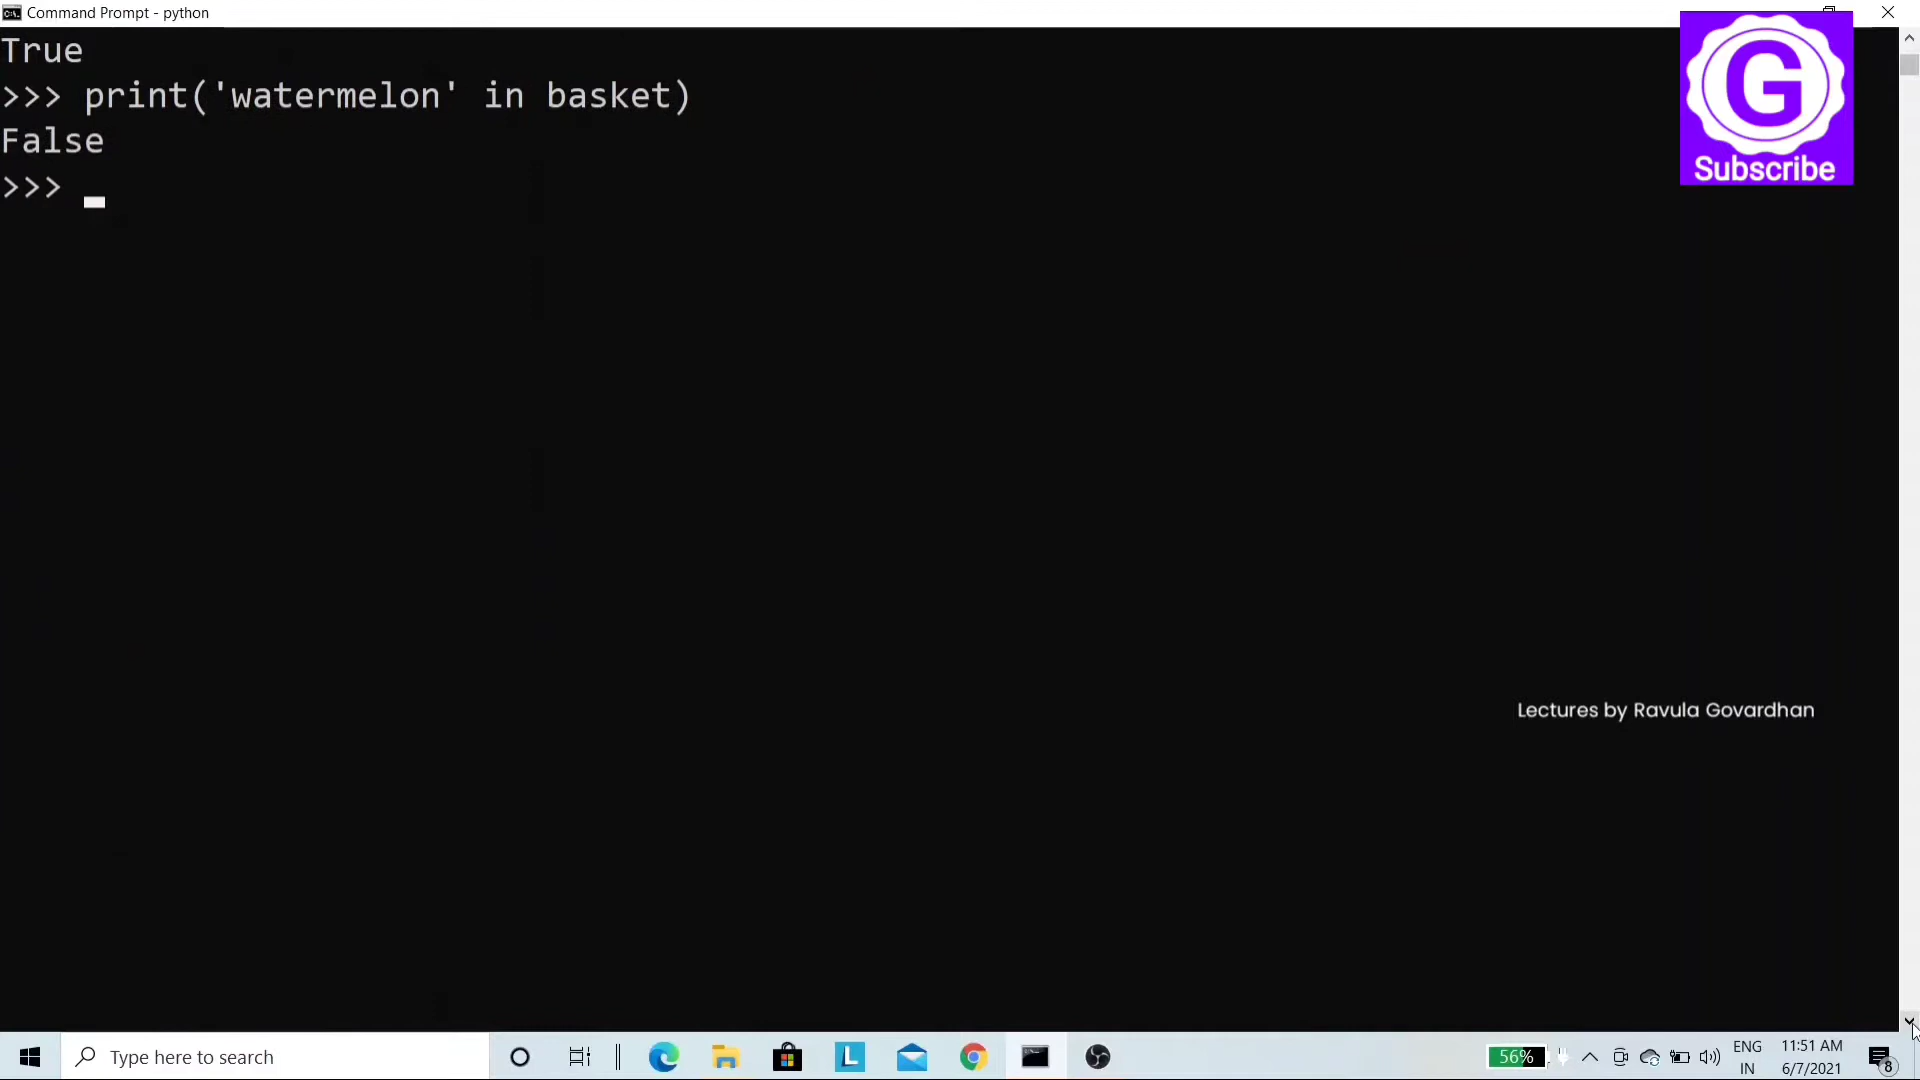 Command Prompt - python
True
>>> print('watermelon' in basket)
False
>>>
G
Subscribe
Lectures by Ravula Govardhan
Type here to search
L
56%
ENG
IN
11:51 AM
6/7/2021
8